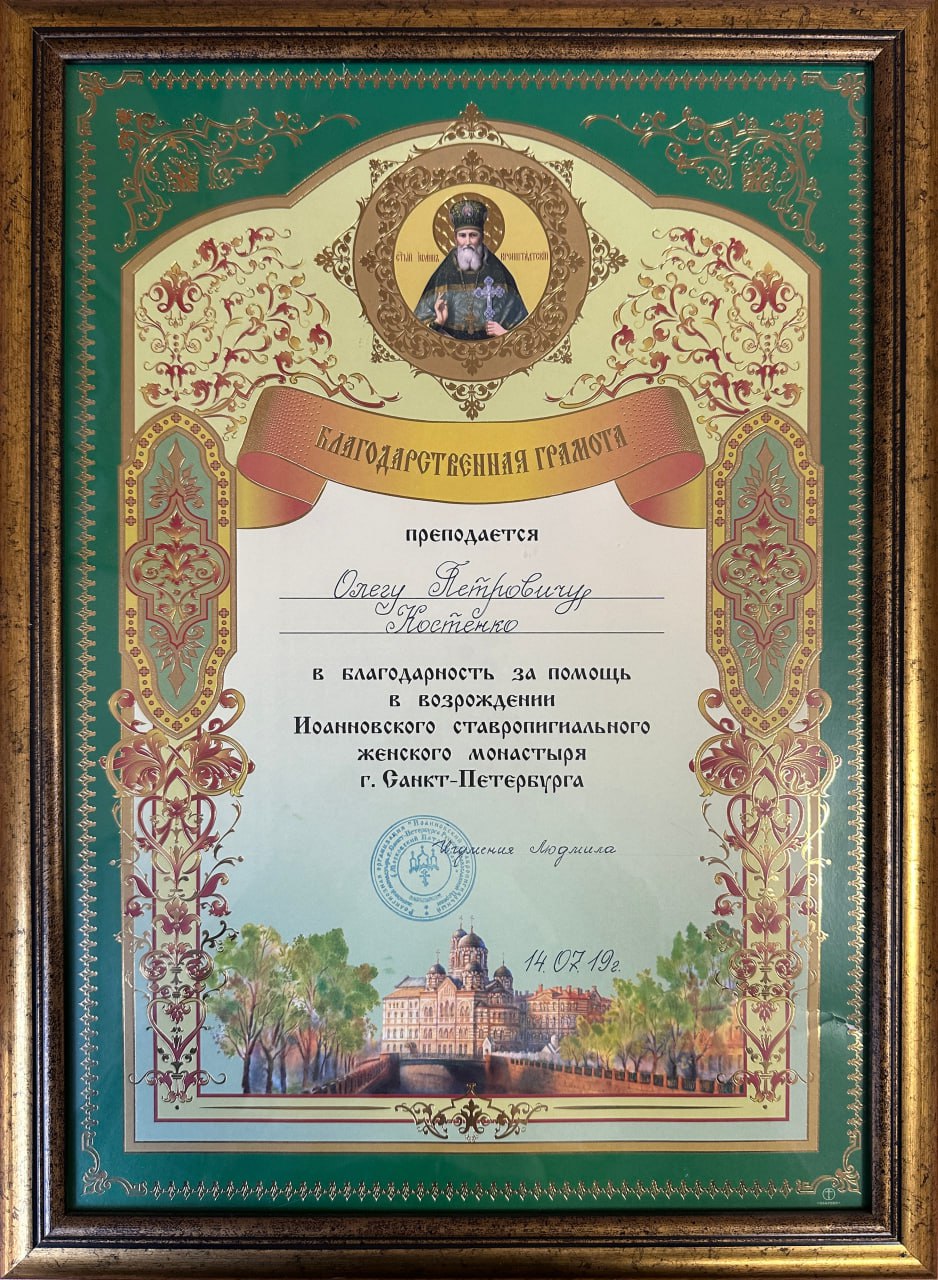 СТЫЙ ІОАННЪ КРОНШТАДТСКІЙ
БЛАГОДАРСТВЕННАЯ ГРАМОТА
преподается
Олегу Петровичу
Костенко
в благодарность за помощь
в возрождении
Иоанновского ставропигиального
женского монастыря
г. Санкт-Петербурга
Игумения Людмила
14.07.19г.